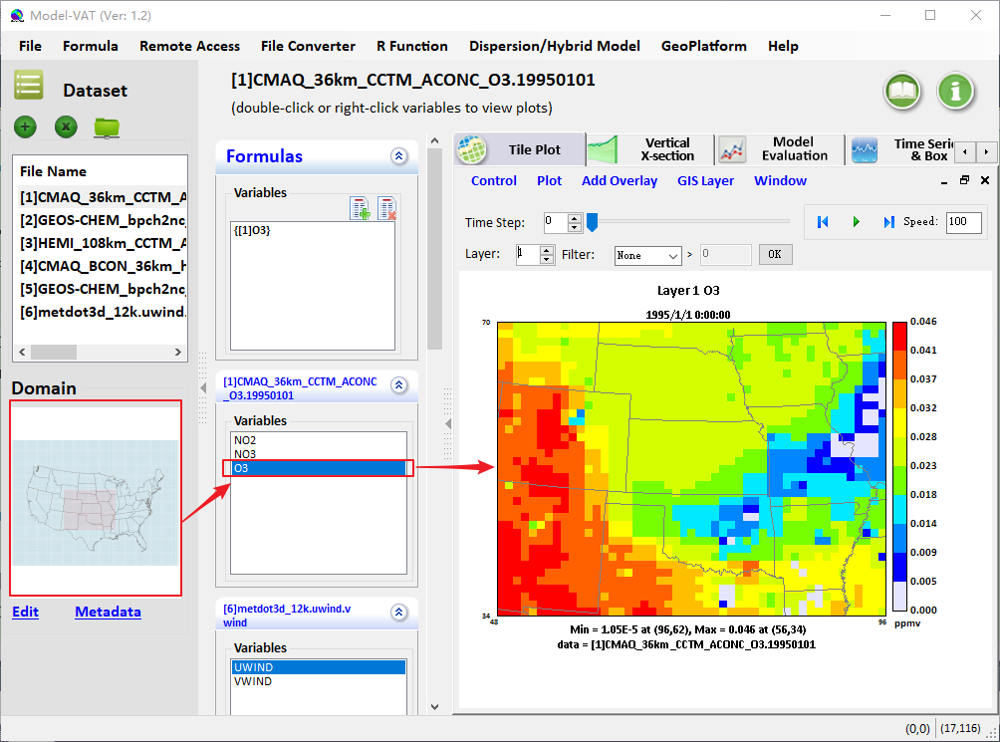 Model-VAT (Ver: 1.2)
File Formula Remote Access File Converter R Function Dispersion/Hybrid Model GeoPlatform Help
Dataset
[1]CMAQ_36km_CCTM_ACONC_O3.19950101
(double-click or right-click variables to view plots)
File Name
[1]CMAQ_36km_CCTM_A
[2]GEOS-CHEM_bpch2nc
[3]HEMI_108km_CCTM_A
[4]CMAQ_BCON_36km_h
[5]GEOS-CHEM_bpch2nc
[6]metdot3d_12k.uwind.
Domain
Edit Metadata
Formulas
Variables
{[1]O3}
[1]CMAQ_36km_CCTM_ACONC
_O3.19950101
Variables
NO2
NO3
O3
[6]metdot3d_12k.uwind.v
wind
Variables
UWIND
VWIND
Tile Plot
Vertical
X-section
Model
Evaluation
Time Seri
& Box
Control Plot Add Overlay GIS Layer Window
Time Step: 0
Speed: 100
Layer: 1 Filter: None > 0 OK
Layer 1 O3
1995/1/1 0:00:00
70
34
48
96
0.046
0.041
0.037
0.032
0.028
0.023
0.018
0.014
0.009
0.005
0.000
ppmv
Min = 1.05E-5 at (96,62), Max = 0.046 at (56,34)
data = [1]CMAQ_36km_CCTM_ACONC_O3.19950101
(0,0) (17,116)